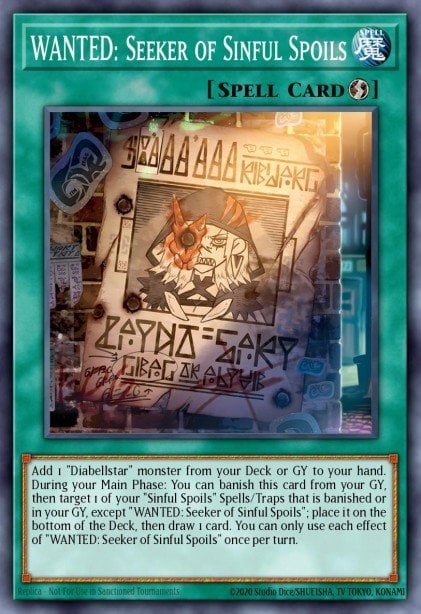 WANTED: SEEKER OF SINFUL SPOILS
SPELL
魔
[SPELL CARD]
Add 1 "Diabellstar" monster from your Deck or GY to your hand.
During your Main Phase: You can banish this card from your GY,
then target 1 of your "Sinful Spoils" Spells/Traps that is banished or
in your GY, except "WANTED: Seeker of Sinful Spoils"; place it on
the bottom of the Deck, then draw 1 card. You can only use each effect
of "WANTED: Seeker of Sinful Spoils" once per turn.
Replica - Not For Use in Sanctioned Tournaments
©2020 Studio Dice/SHUEISHA, TV TOKYO, KONAMI